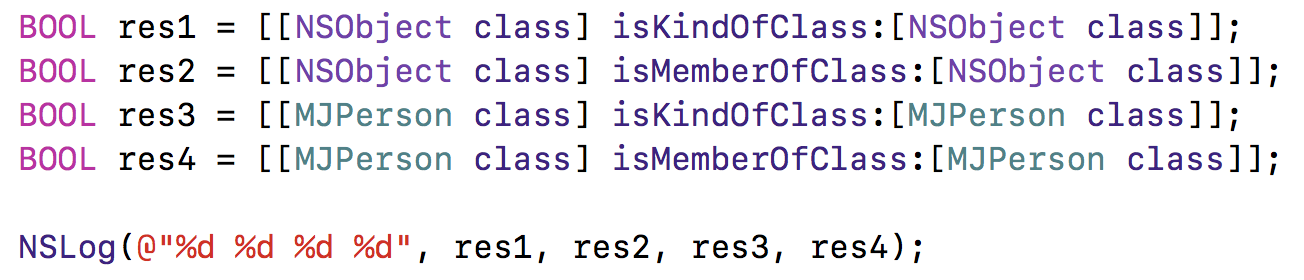 BOOL res1 = [[NSObject class] isKindOfClass:[NSObject class]];
BOOL res2 = [[NSObject class] isMemberOfClass:[NSObject class]];
BOOL res3 = [[MJPerson class] isKindOfClass:[MJPerson class]];
BOOL res4 = [[MJPerson class] isMemberOfClass:[MJPerson class]];
NSLog(@"%d %d %d %d", res1, res2, res3, res4);